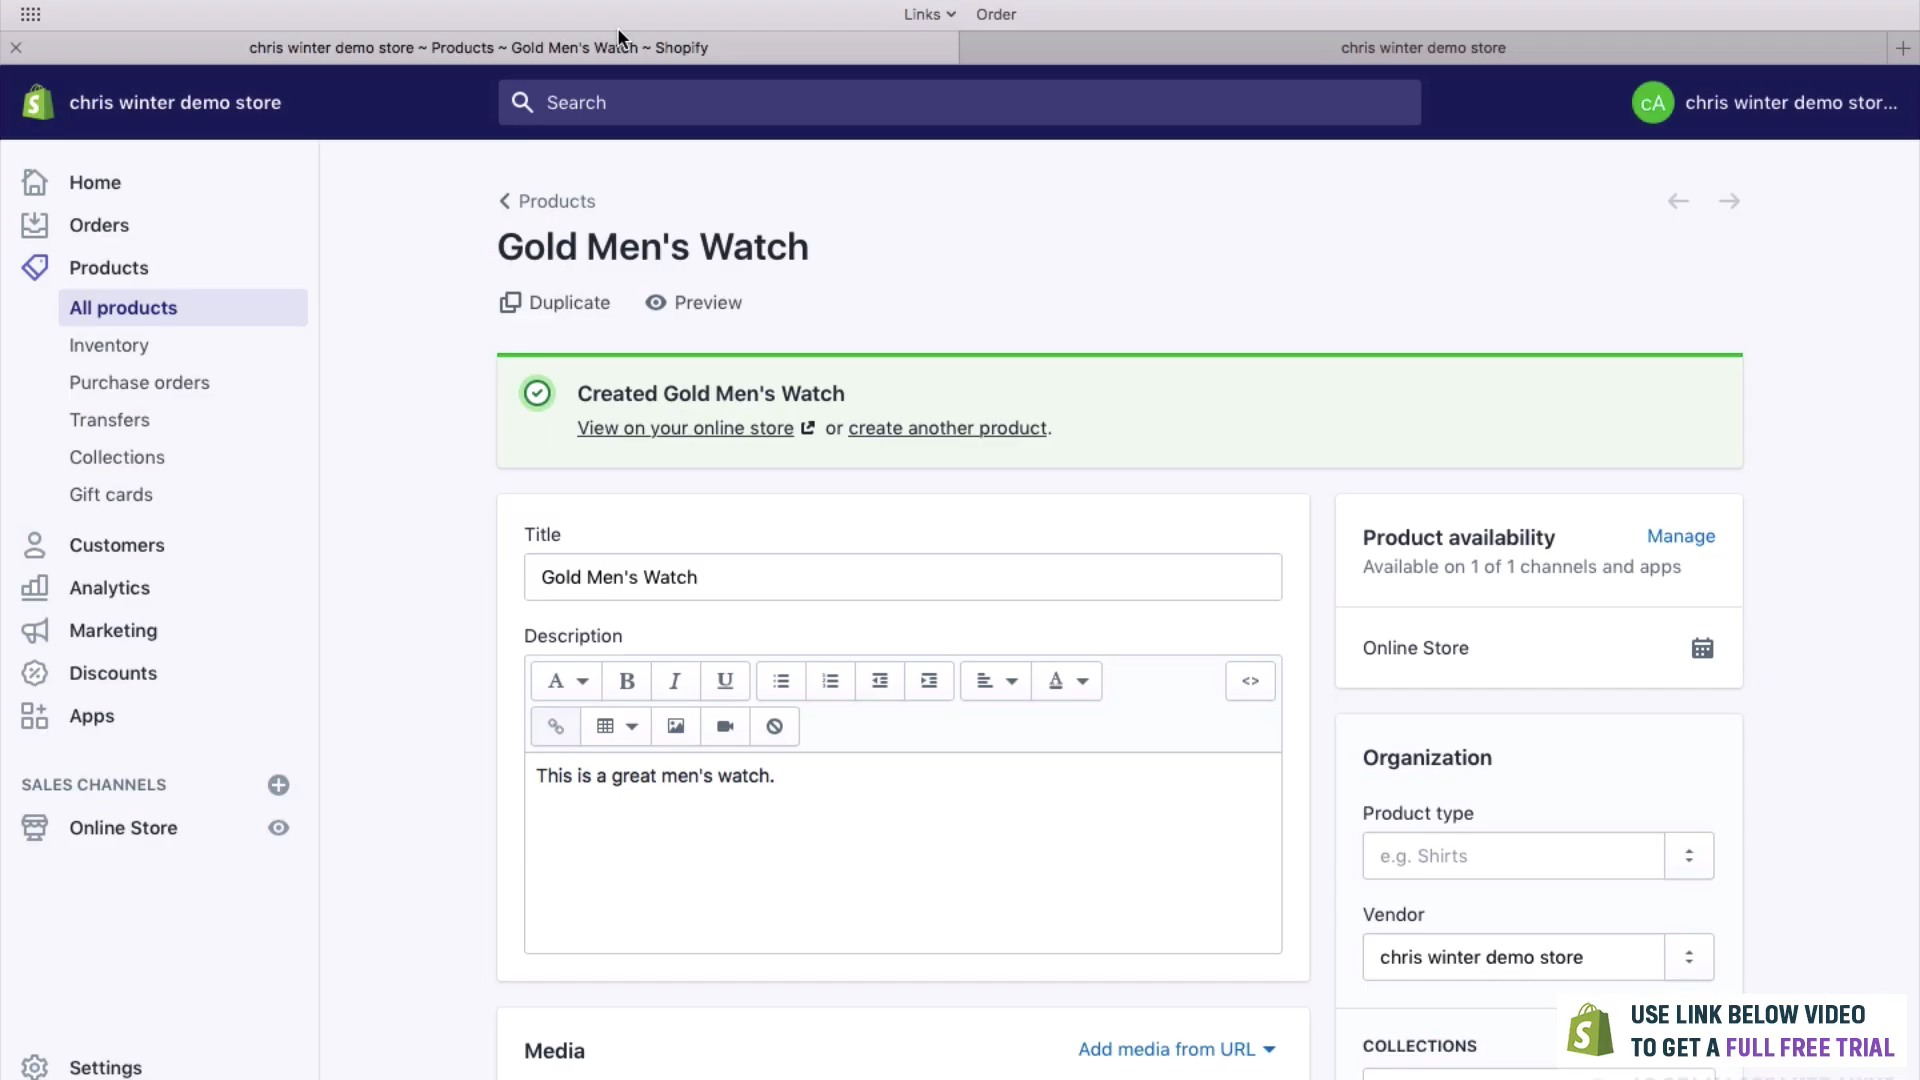 Links
Order
chris winter demo store ~ Products ~ Gold Men's Watch ~ Shopify
chris winter demo store
chris winter demo store
Search
cA
chris winter demo stor...
Home
Orders
Products
All products
Inventory
Purchase orders
Transfers
Collections
Gift cards
Customers
Analytics
Marketing
Discounts
Apps
SALES CHANNELS
Online Store
Settings
Products
Gold Men's Watch
Duplicate
Preview
Created Gold Men's Watch
View on your online store or create another product.
Title
Gold Men's Watch
Description
A
B
I
U
A
<>
This is a great men's watch.
Media
Add media from URL
Product availability
Manage
Available on 1 of 1 channels and apps
Online Store
Organization
Product type
e.g. Shirts
Vendor
chris winter demo store
COLLECTIONS
USE LINK BELOW VIDEO
TO GET A FULL FREE TRIAL